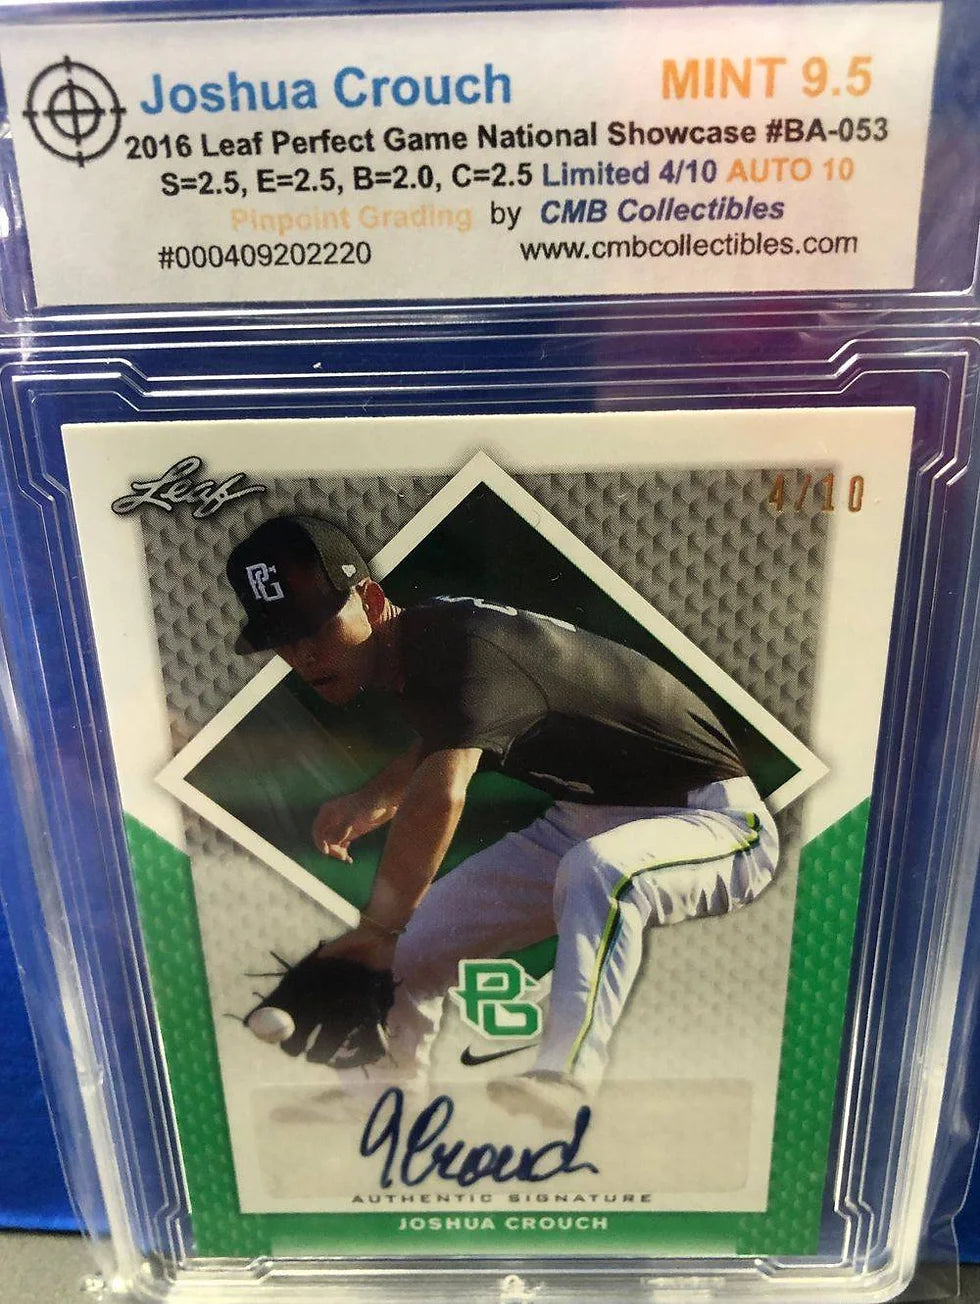 Joshua Crouch MINT 9.5
2016 Leaf Perfect Game National Showcase #BA-053
S=2.5, E=2.5, B=2.0, C=2.5 Limited 4/10 AUTO 10
Pinpoint Grading by CMB Collectibles
#000409202220 www.cmbcollectibles.com
Leaf
4/10
PG
PG
J Crouch
AUTHENTIC SIGNATURE
JOSHUA CROUCH